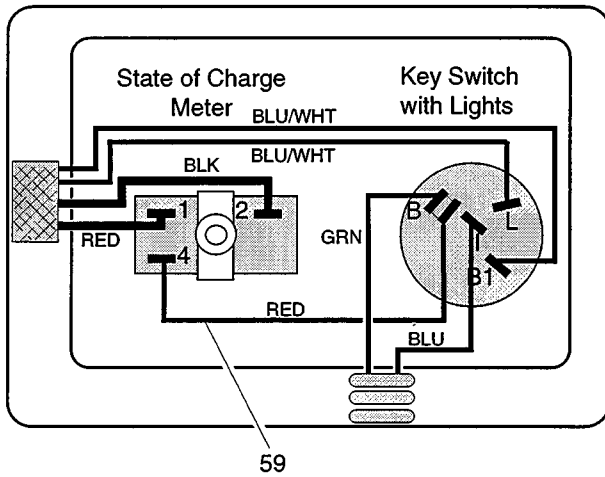 State of Charge
Meter
Key Switch
with Lights
BLU/WHT
BLU/WHT
BLK
RED
1
2
4
B
L
I
B1
GRN
RED
BLU
59